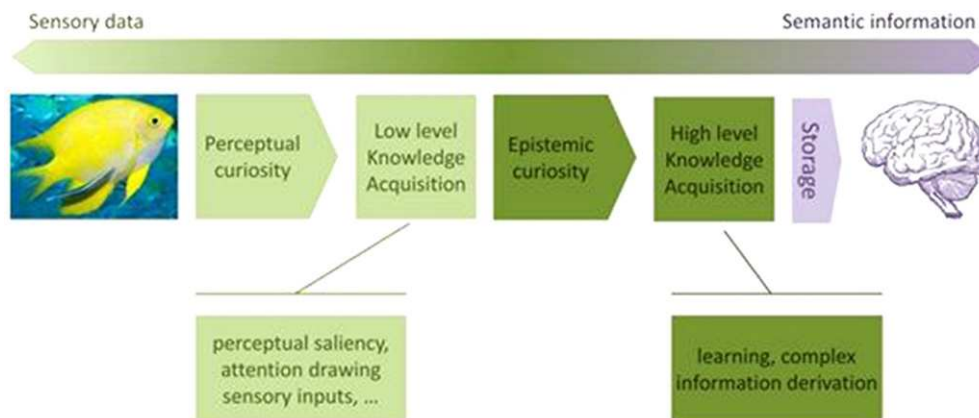 Sensory data
Semantic information
Perceptual
curiosity
Low level
Knowledge
Acquisition
Epistemic
curiosity
High level
Knowledge
Acquisition
Storage
perceptual saliency,
attention drawing
sensory inputs, ...
learning, complex
information derivation